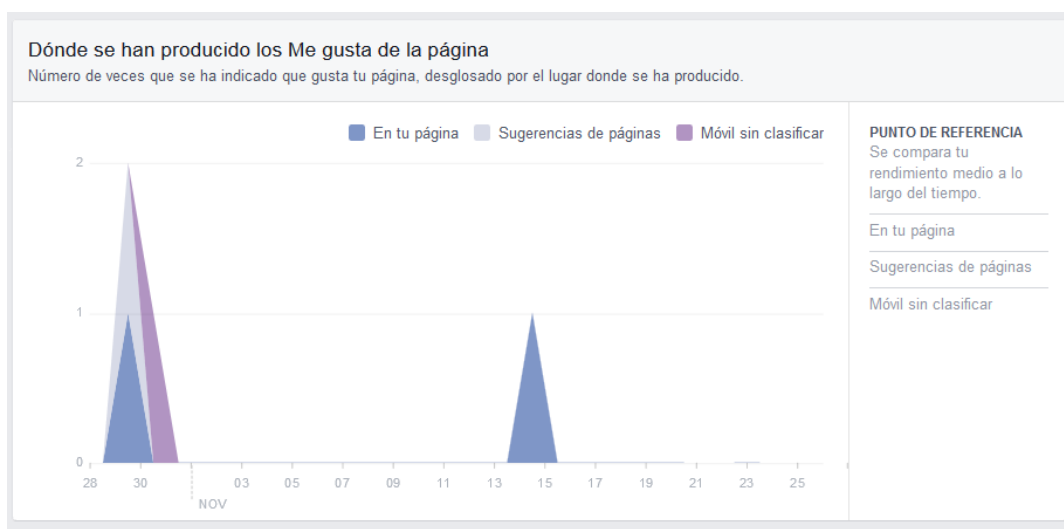 Dónde se han producido los Me gusta de la página
Número de veces que se ha indicado que gusta tu página, desglosado por el lugar donde se ha producido.
En tu página Sugerencias de páginas Móvil sin clasificar
2
1
0
28 30 03 05 07 09 11 13 15 17 19 21 23 25
NOV
PUNTO DE REFERENCIA
Se compara tu
rendimiento medio a lo
largo del tiempo.
En tu página
Sugerencias de páginas
Móvil sin clasificar